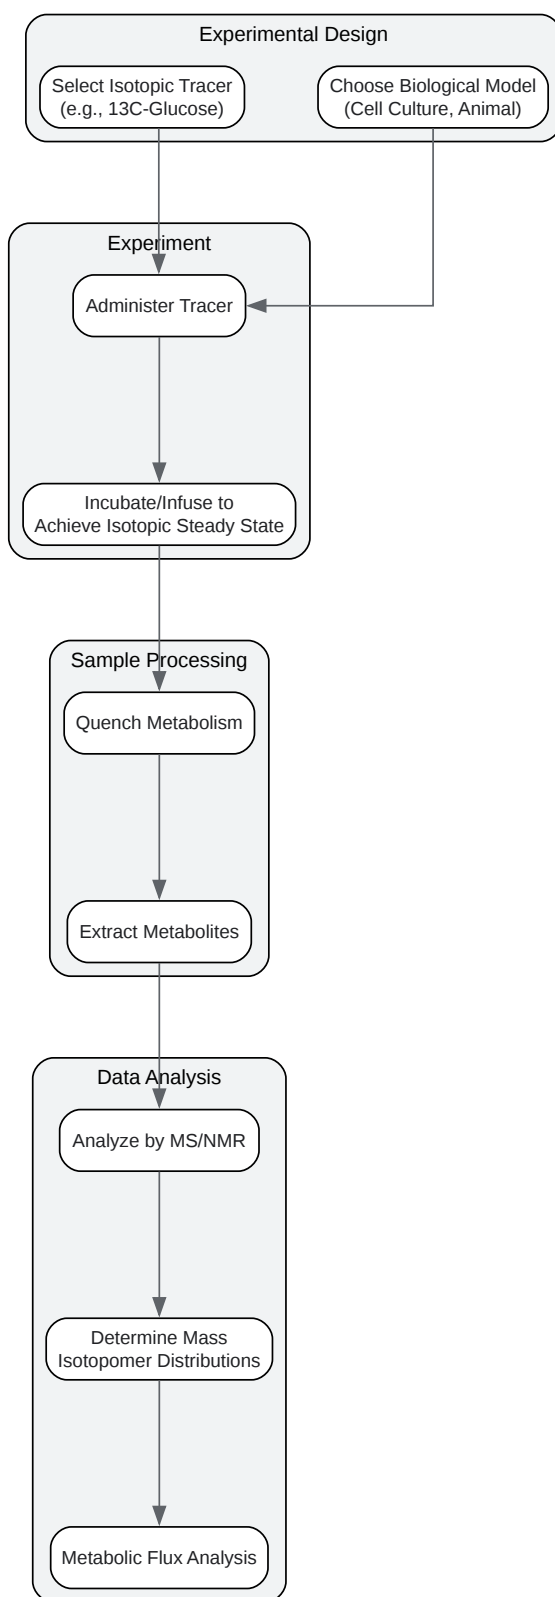 Experimental Design
Select Isotopic Tracer
(e.g., 13C-Glucose)
Choose Biological Model
(Cell Culture, Animal)
Experiment
Administer Tracer
Incubate/Infuse to
Achieve Isotopic Steady State
Sample Processing
Quench Metabolism
Extract Metabolites
Data Analysis
Analyze by MS/NMR
Determine Mass
Isotopomer Distributions
Metabolic Flux Analysis